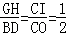 GH/BD = CI/CO = 1/2